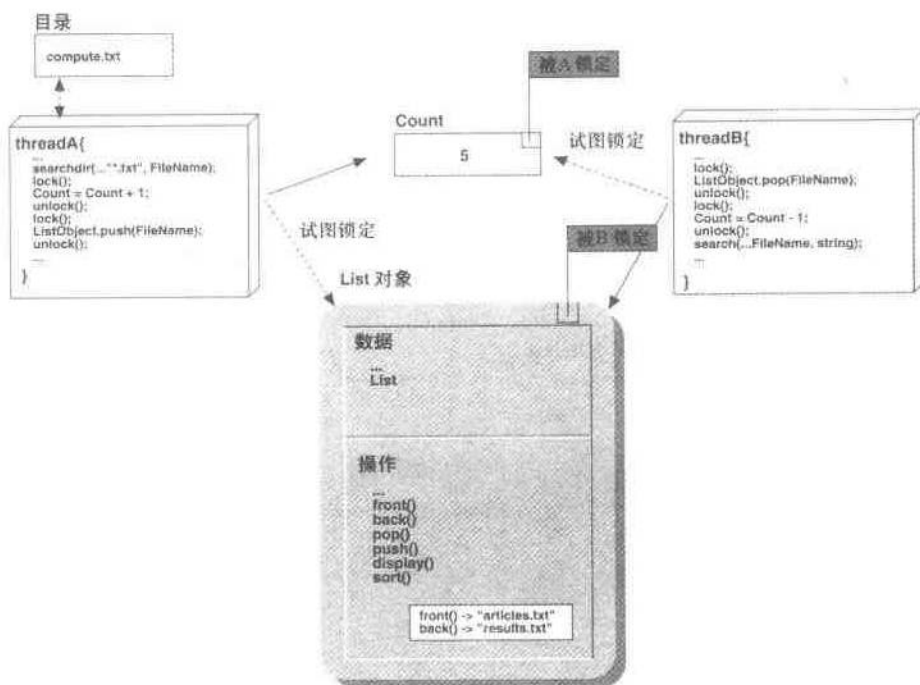 目录
compute.txt
被A 锁定
Count
5
试图锁定
threadA{
...
searchdir(..."*.txt", FileName);
lock();
Count = Count + 1;
unlock();
lock();
ListObject.push(FileName);
unlock();
...
}
threadB{
...
lock();
ListObject.pop(FileName);
unlock();
lock();
Count = Count - 1;
unlock();
search(...FileName, string);
...
}
试图锁定
被B 锁定
List 对象
数据
...
List
操作
...
front()
back()
pop()
push()
display()
sort()
front() -> "articles.txt"
back() -> "results.txt"